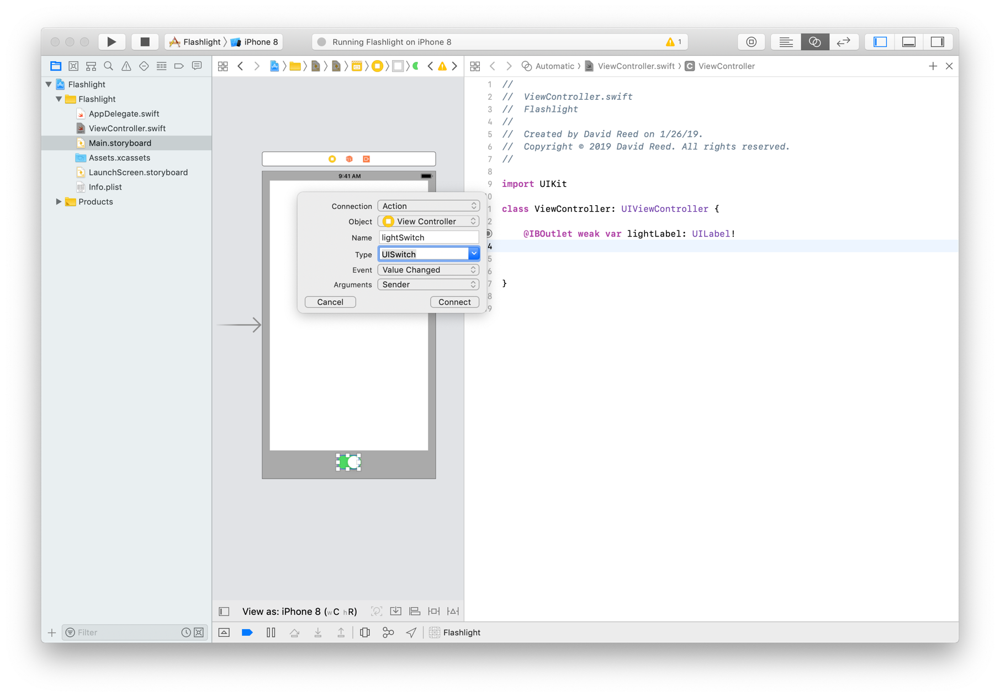 Flashlight iPhone 8
Running Flashlight on iPhone 8
1
Automatic ViewController.swift C ViewController
Flashlight
Flashlight
AppDelegate.swift
ViewController.swift
Main.storyboard
Assets.xcassets
LaunchScreen.storyboard
Info.plist
Products
9:41 AM
Connection Action
Object View Controller
Name lightSwitch
Type UISwitch
Event Value Changed
Arguments Sender
Cancel Connect
1 //
2 // ViewController.swift
3 // Flashlight
4 //
5 // Created by David Reed on 1/26/19.
6 // Copyright © 2019 David Reed. All rights reserved.
7 //
8
9 import UIKit
0
1 class ViewController: UIViewController {
2
@IBOutlet weak var lightLabel: UILabel!
4
5
6
7 }
8
9
View as: iPhone 8 (wC hR)
Filter
Flashlight